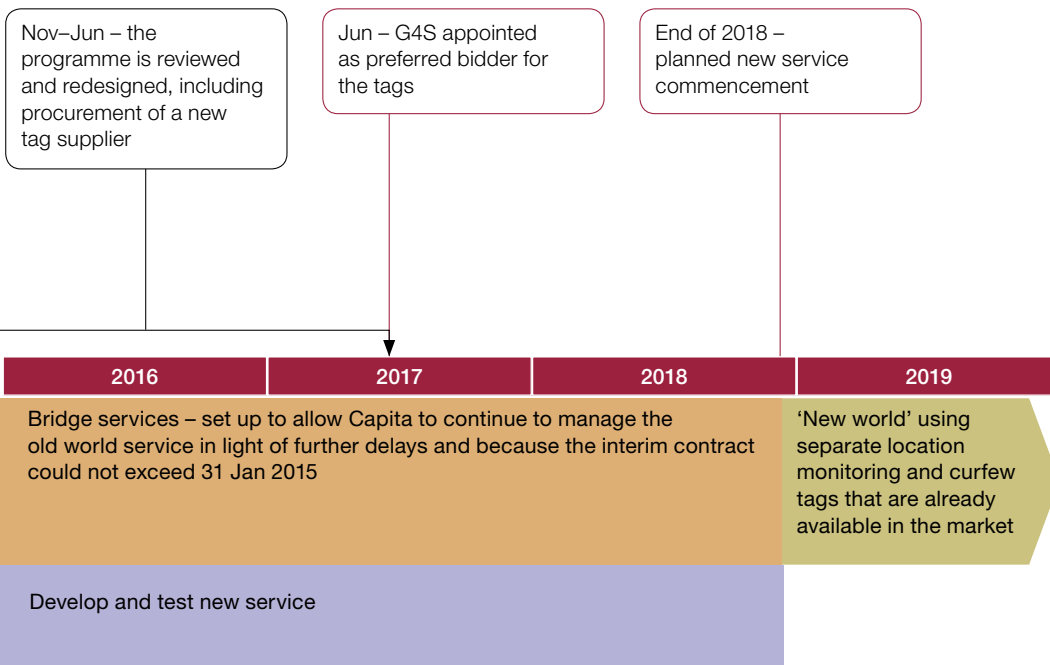 Nov–Jun – the
programme is reviewed
and redesigned, including
procurement of a new
tag supplier
Jun – G4S appointed
as preferred bidder for
the tags
End of 2018 –
planned new service
commencement
2016
2017
2018
2019
Bridge services – set up to allow Capita to continue to manage the
old world service in light of further delays and because the interim contract
could not exceed 31 Jan 2015
‘New world’ using
separate location
monitoring and curfew
tags that are already
available in the market
Develop and test new service